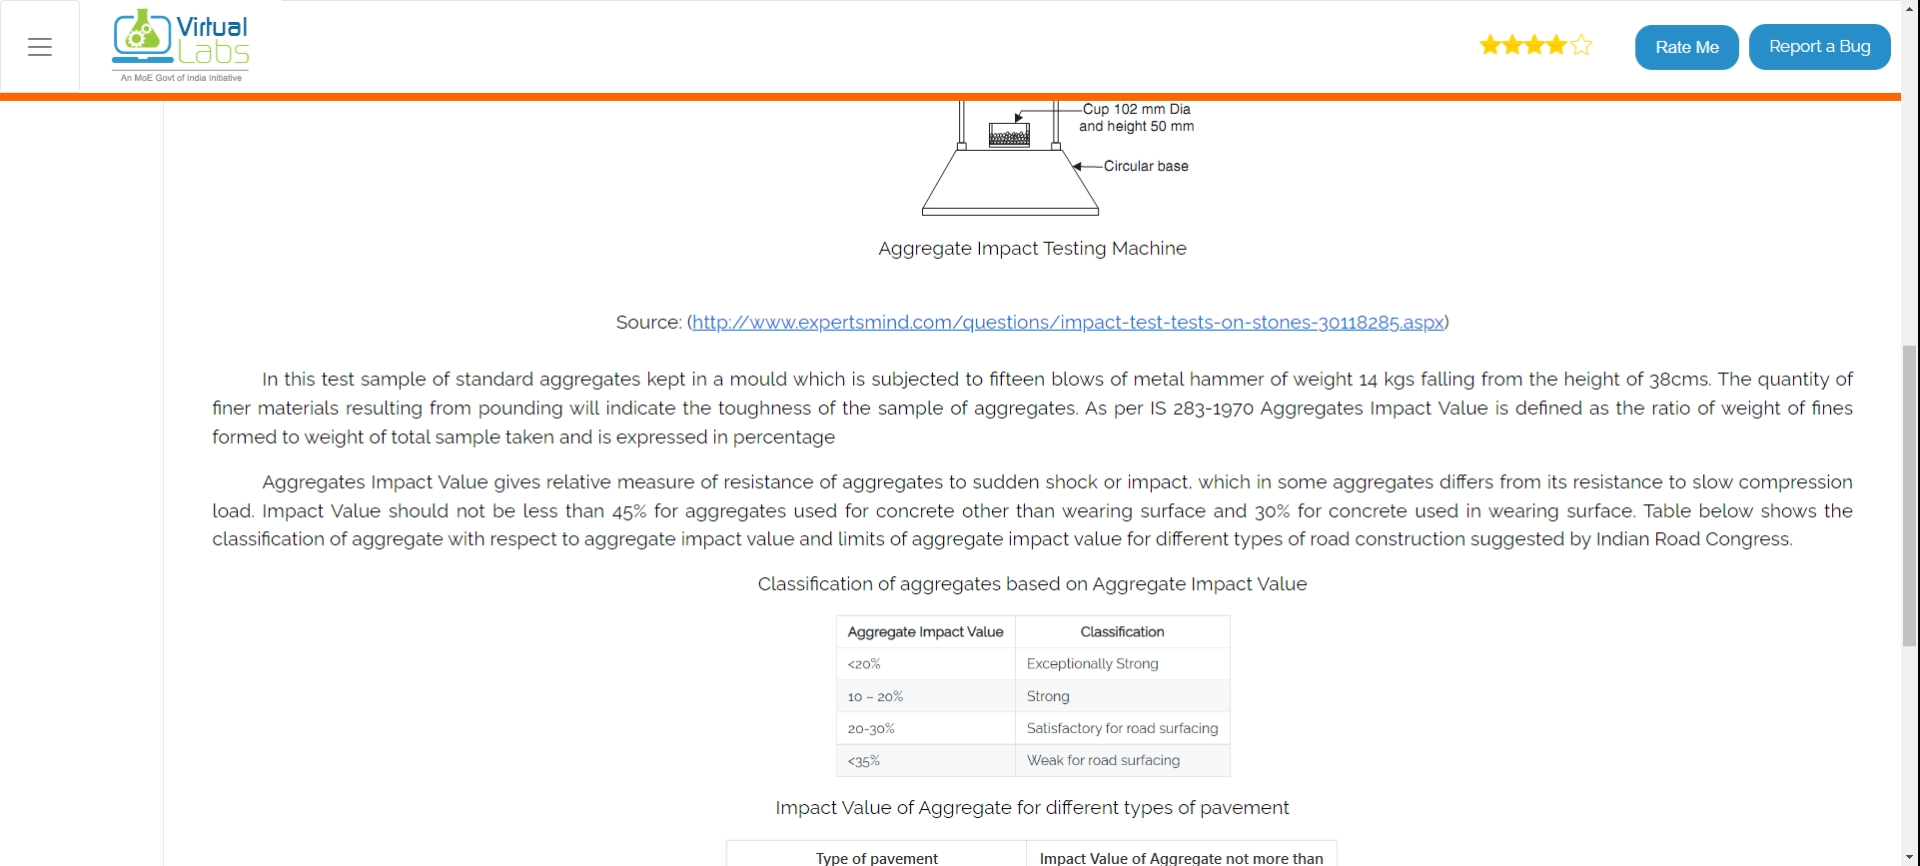 Virtual
Labs
An MoE Govt of India Initiative
Rate Me
Report a Bug
Cup 102 mm Dia
and height 50 mm
Circular base
Aggregate Impact Testing Machine
Source: (http://www.expertsmind.com/questions/impact-test-tests-on-stones-30118285.aspx)
In this test sample of standard aggregates kept in a mould which is subjected to fifteen blows of metal hammer of weight 14 kgs falling from the height of 38cms. The quantity of
finer materials resulting from pounding will indicate the toughness of the sample of aggregates. As per IS 283-1970 Aggregates Impact Value is defined as the ratio of weight of fines
formed to weight of total sample taken and is expressed in percentage
Aggregates Impact Value gives relative measure of resistance of aggregates to sudden shock or impact, which in some aggregates differs from its resistance to slow compression
load. Impact Value should not be less than 45% for aggregates used for concrete other than wearing surface and 30% for concrete used in wearing surface. Table below shows the
classification of aggregate with respect to aggregate impact value and limits of aggregate impact value for different types of road construction suggested by Indian Road Congress.
Classification of aggregates based on Aggregate Impact Value
Aggregate Impact Value Classification
<20% Exceptionally Strong
10 – 20% Strong
20-30% Satisfactory for road surfacing
<35% Weak for road surfacing
Impact Value of Aggregate for different types of pavement
Type of pavement Impact Value of Aggregate not more than